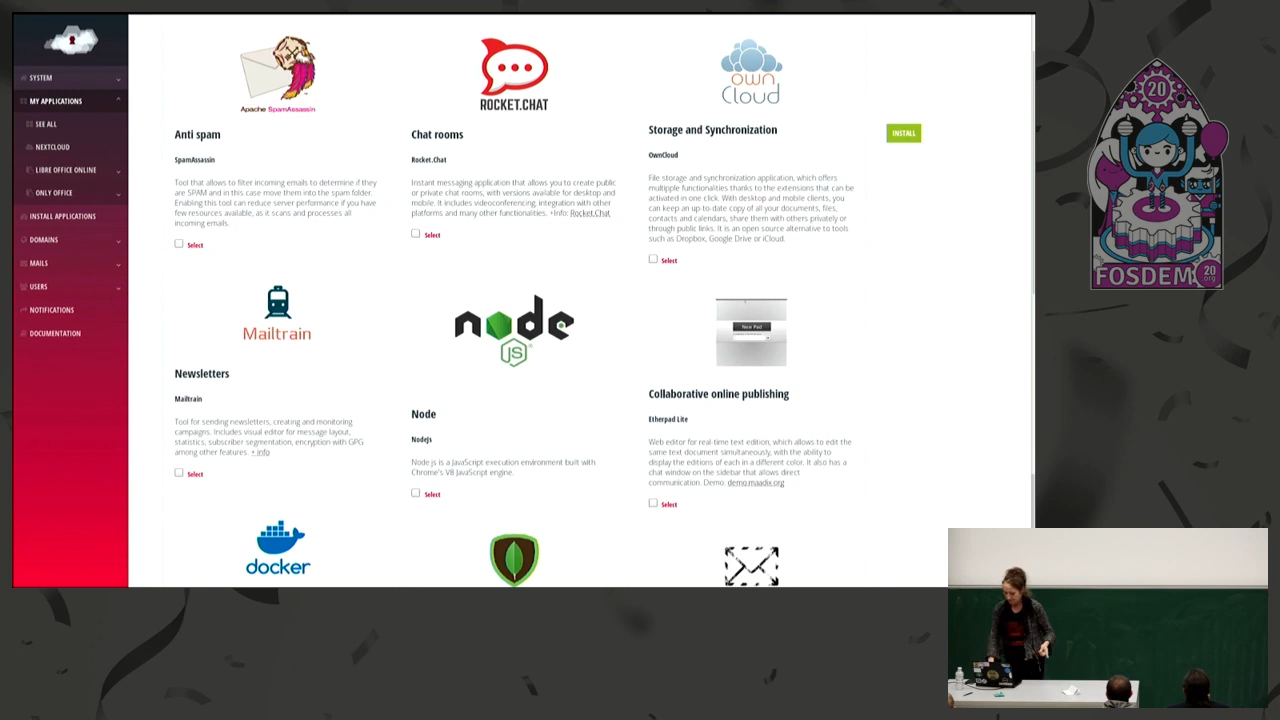 SYSTEM
MY APPLICATIONS
SEE ALL
NEXTCLOUD
LIBRE OFFICE ONLINE
ONLY OFFICE
INSTALL APPLICATIONS
DOMAINS
MAILS
USERS
NOTIFICATIONS
DOCUMENTATION
Apache SpamAssassin
Anti spam
SpamAssassin
Tool that allows to filter incoming emails to determine if they
are SPAM and in this case move them into the spam folder.
Enabling this tool can reduce server performance if you have
few resources available, as it scans and processes all
incoming emails.
Select
ROCKET.CHAT
Chat rooms
Rocket.Chat
Instant messaging application that allows you to create public
or private chat rooms, with versions available for desktop and
mobile. It includes videoconferencing, integration with other
platforms and many other functionalities. +Info: Rocket.Chat
Select
own
Cloud
Storage and Synchronization
OwnCloud
File storage and synchronization application, which offers
multipple functionalities thanks to the extensions that can be
activated in one click. With desktop and mobile clients, you
can keep an up-to-date copy of all your documents, files,
contacts and calendars, share them with others privately or
through public links. It is an open source alternative to tools
such as Dropbox, Google Drive or iCloud.
Select
INSTALL
Mailtrain
Newsletters
Mailtrain
Tool for sending newsletters, creating and monitoring
campaigns. Includes visual editor for message layout,
statistics, subscriber segmentation, encryption with GPG
among other features. + info
Select
node
JS
Node
Nodejs
Node.js is a JavaScript execution environment built with
Chrome's V8 JavaScript engine.
Select
New Pad
Collaborative online publishing
Etherpad Lite
Web editor for real-time text edition, which allows to edit the
same text document simultaneously, with the ability to
display the editions of each in a different color. It also has a
chat window on the sidebar that allows direct
communication. Demo: demo.maadix.org
Select
docker
20
FOSDEM
20
.org